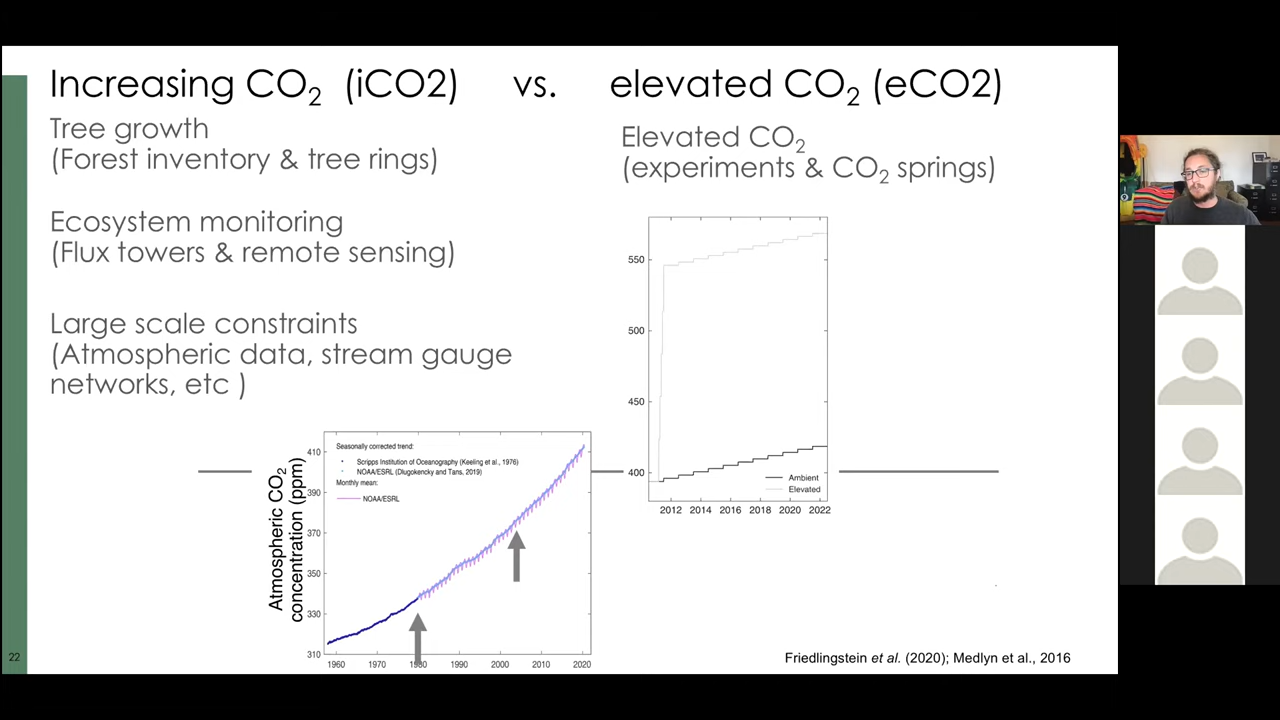 Increasing CO2 (iCO2) vs. elevated CO2 (eCO2)
Tree growth
(Forest inventory & tree rings)
Elevated CO2
(experiments & CO2 springs)
Ecosystem monitoring
(Flux towers & remote sensing)
Large scale constraints
(Atmospheric data, stream gauge
networks, etc )
550
500
450
400
Ambient
Elevated
2012 2014 2016 2018 2020 2022
Atmospheric CO2
concentration (ppm)
410
390
370
350
330
310
Seasonally corrected trend:
Scripps Institution of Oceanography (Keeling et al., 1976)
NOAA/ESRL (Dlugokencky and Tans, 2019)
Monthly mean:
NOAA/ESRL
1960 1970 1980 1990 2000 2010 2020
22
Friedlingstein et al. (2020); Medlyn et al., 2016